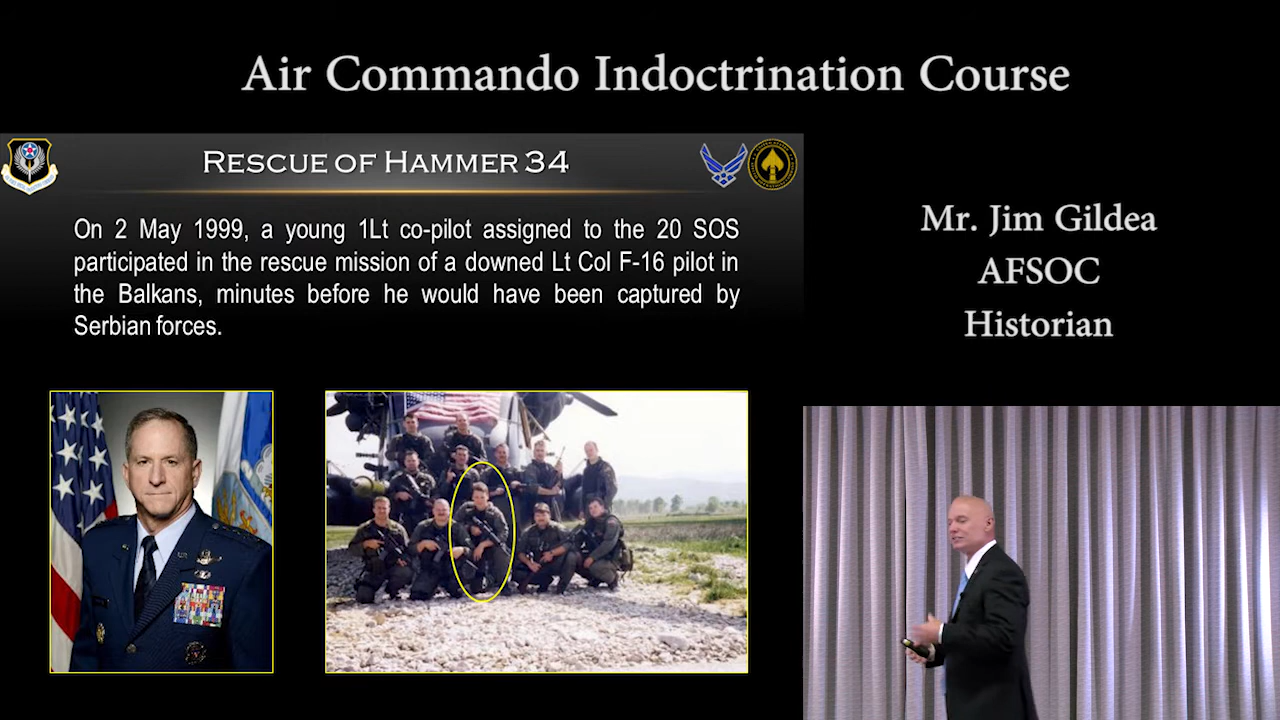 Air Commando Indoctrination Course
Rescue of Hammer 34
On 2 May 1999, a young 1Lt co-pilot assigned to the 20 SOS
participated in the rescue mission of a downed Lt Col F-16 pilot in
the Balkans, minutes before he would have been captured by
Serbian forces.
Mr. Jim Gildea
AFSOC
Historian